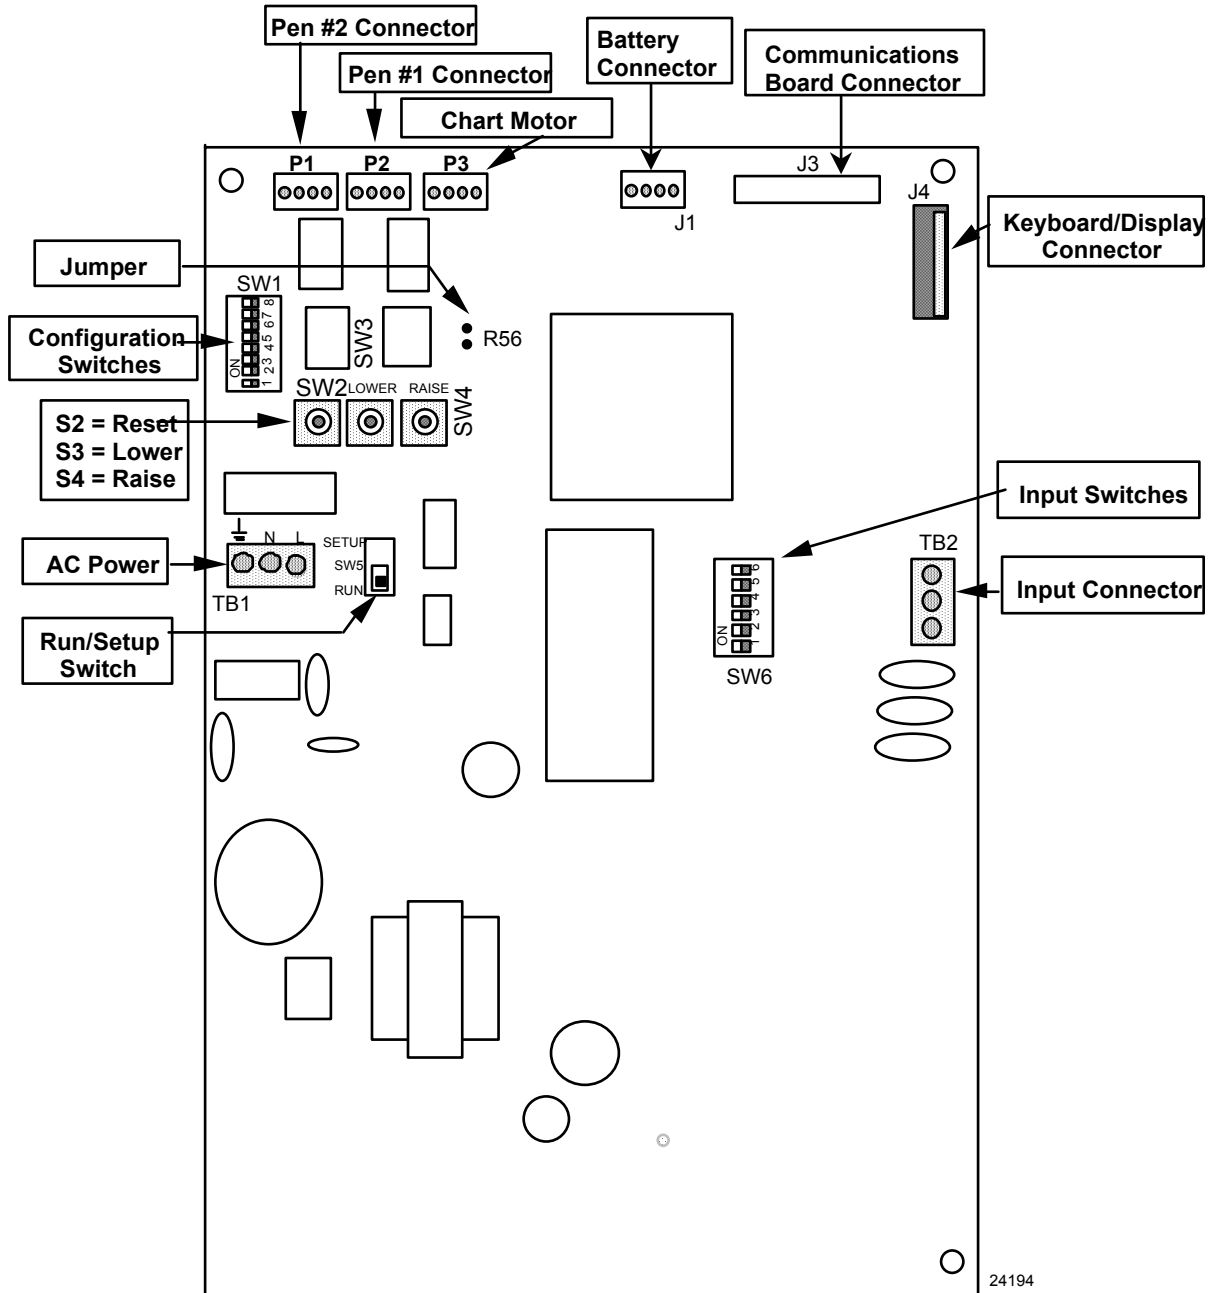 Pen #2 Connector
Pen #1 Connector
Chart Motor
Battery
Connector
Communications
Board Connector
P1
P2
P3
J1
J3
J4
Keyboard/Display
Connector
Jumper
SW1
ON
1 2 3 4 5 6 7 8
SW3
R56
Configuration
Switches
SW2
LOWER
RAISE
SW4
S2 = Reset
S3 = Lower
S4 = Raise
Input Switches
N
L
SETUP
SW5
RUN
AC Power
TB1
ON
1 2 3 4 5 6
SW6
TB2
Input Connector
Run/Setup
Switch
24194